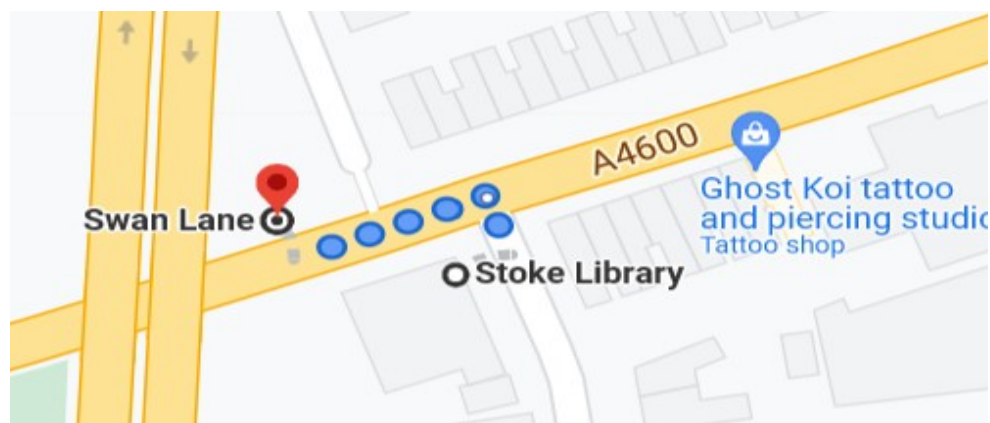 A4600
Ghost Koi tattoo
and piercing studio
Tattoo shop
Swan Lane
Stoke Library